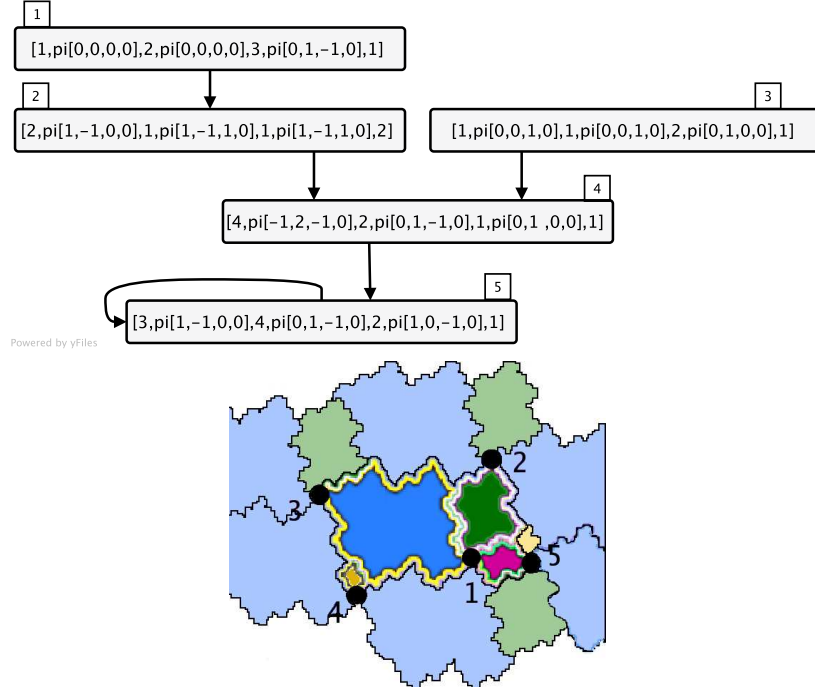 1
[1,pi[0,0,0,0],2,pi[0,0,0,0],3,pi[0,1,−1,0],1]
2
3
[2,pi[1,−1,0,0],1,pi[1,−1,1,0],1,pi[1,−1,1,0],2]
[1,pi[0,0,1,0],1,pi[0,0,1,0],2,pi[0,1,0,0],1]
4
[4,pi[−1,2,−1,0],2,pi[0,1,−1,0],1,pi[0,1 ,0,0],1]
5
[3,pi[1,−1,0,0],4,pi[0,1,−1,0],2,pi[1,0,−1,0],1]
Powered by yFiles
2
3
5
1
4